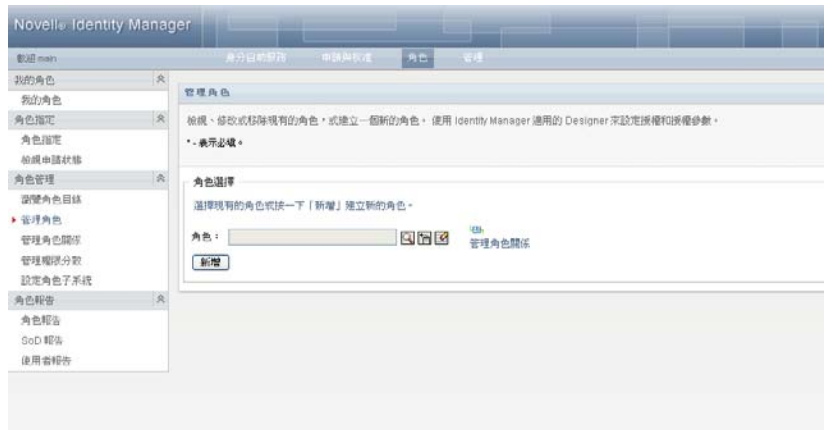 Novell® Identity Manager
歡迎 main
身分自助服務 申請與核准 角色 管理
我的角色
我的角色
角色指定
角色指定
檢視申請狀態
角色管理
瀏覽角色目錄
管理角色
管理角色關係
管理權限分數
設定角色子系統
角色報告
角色報告
SoD 報告
使用者報告
管理角色
檢視、修改或移除現有的角色，或建立一個新的角色。 使用 Identity Manager 適用的 Designer 來設定授權和授權參數。
* - 表示必填。
角色選擇
選擇現有的角色或按一下「新增」建立新的角色。
角色：
管理角色關係
新增